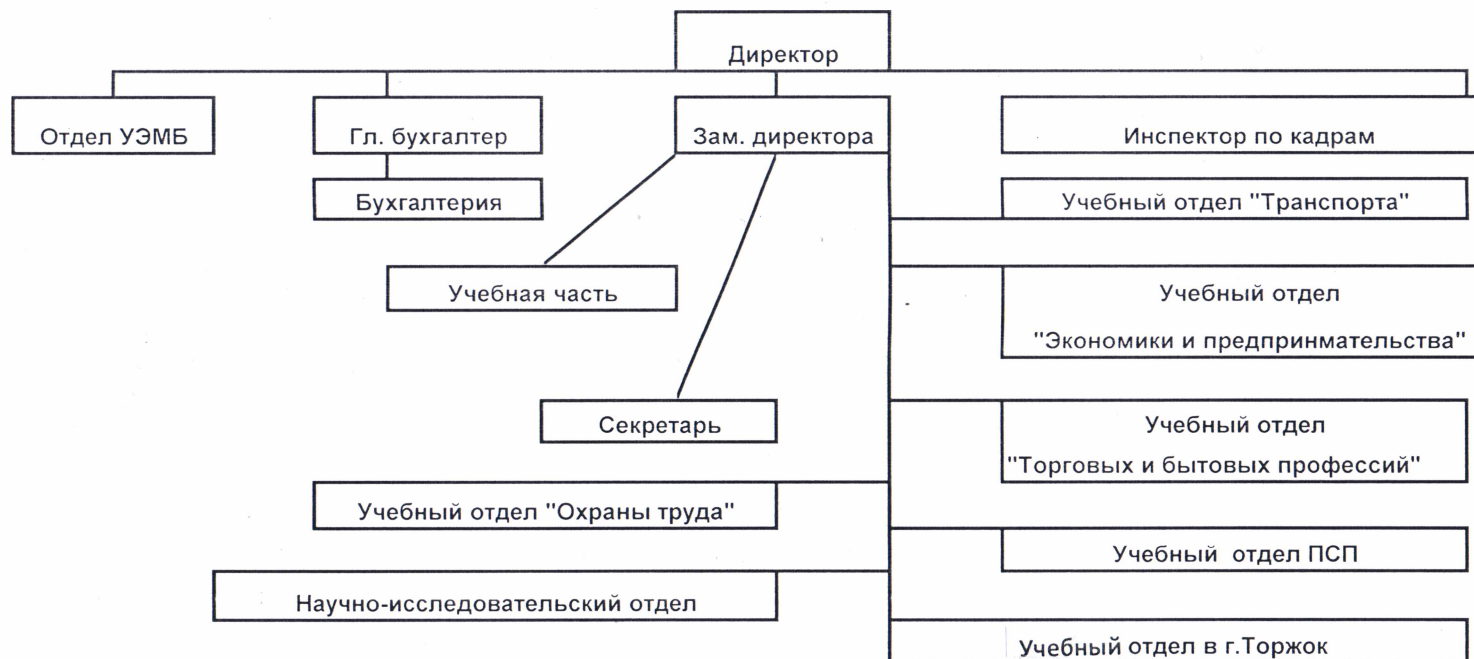 Директор
Отдел УЭМБ
Гл. бухгалтер
Зам. директора
Инспектор по кадрам
Бухгалтерия
Учебный отдел "Транспорта"
Учебная часть
Учебный отдел
"Экономики и предпринмательства"
Секретарь
Учебный отдел
"Торговых и бытовых профессий"
Учебный отдел "Охраны труда"
Учебный отдел ПСП
Научно-исследовательский отдел
Учебный отдел в г.Торжок